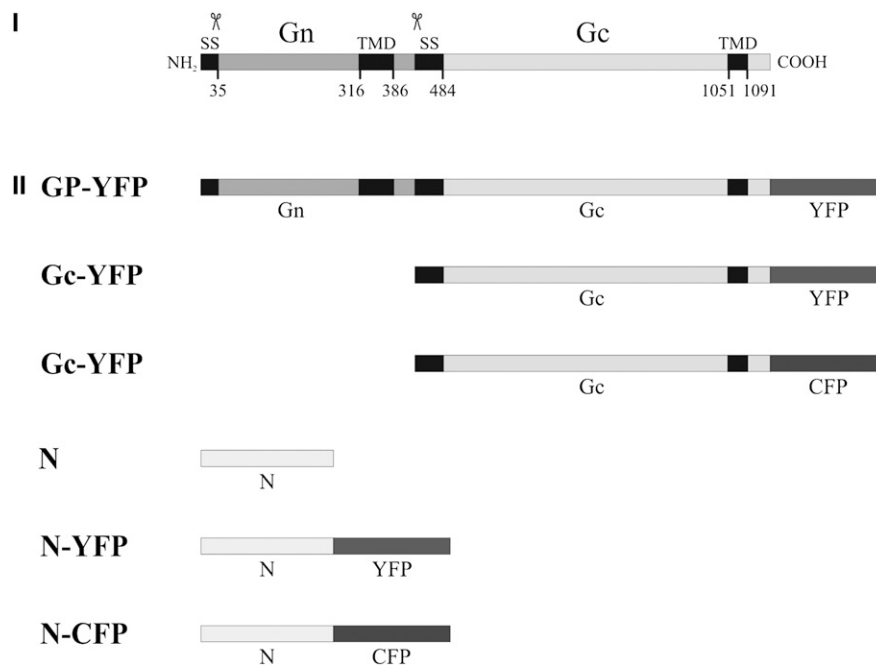 I
Gn
Gc
SS
TMD
SS
TMD
NH2
COOH
35
316
386
484
1051
1091
II
GP-YFP
Gn
Gc
YFP
Gc-YFP
Gc
YFP
Gc-YFP
Gc
CFP
N
N
N-YFP
N
YFP
N-CFP
N
CFP